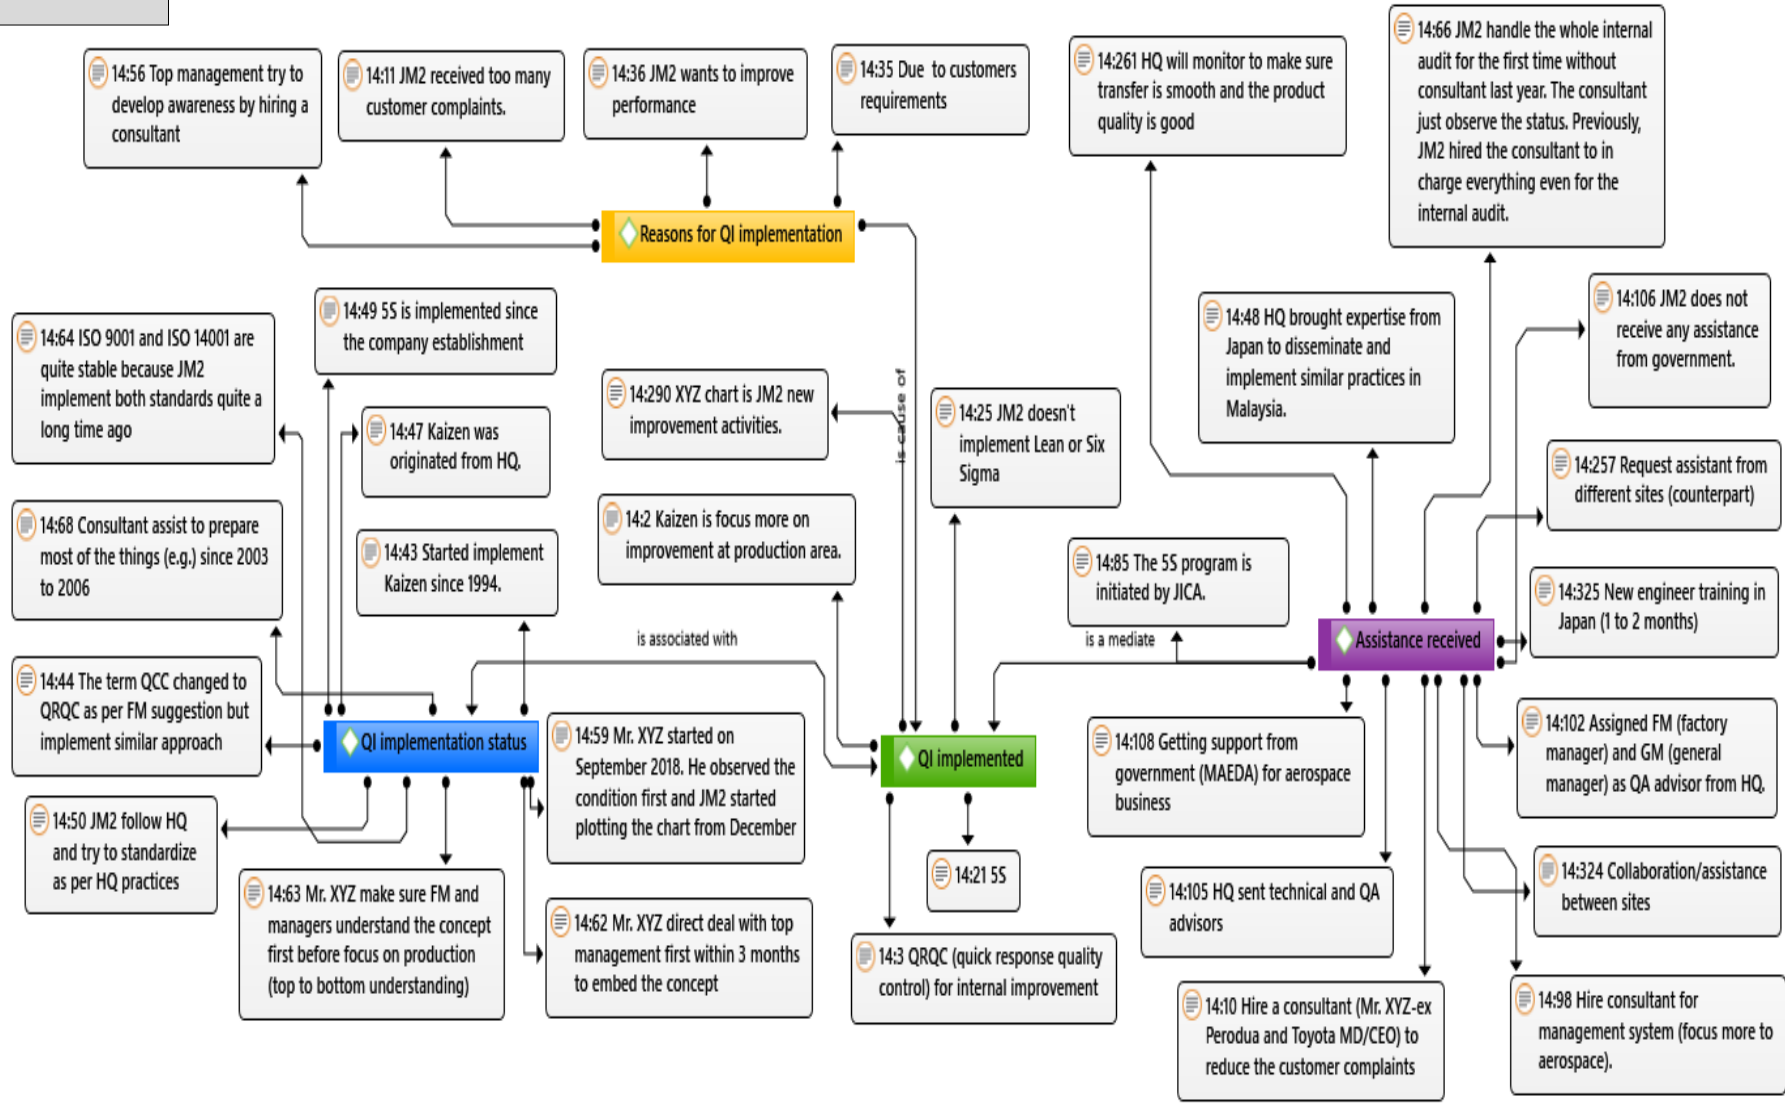 14:56 Top management try to
develop awareness by hiring a
consultant
14:11 JM2 received too many
customer complaints.
14:36 JM2 wants to improve
performance
14:35 Due to customers
requirements
14:261 HQ will monitor to make sure
transfer is smooth and the product
quality is good
14:66 JM2 handle the whole internal
audit for the first time without
consultant last year. The consultant
just observe the status. Previously,
JM2 hired the consultant to in
charge everything even for the
internal audit.
Reasons for QI implementation
14:64 ISO 9001 and ISO 14001 are
quite stable because JM2
implement both standards quite a
long time ago
14:49 5S is implemented since
the company establishment
14:47 Kaizen was
originated from HQ.
14:290 XYZ chart is JM2 new
improvement activities.
is cause of
14:25 JM2 doesn't
implement Lean or Six
Sigma
14:48 HQ brought expertise from
Japan to disseminate and
implement similar practices in
Malaysia.
14:106 JM2 does not
receive any assistance
from government.
14:257 Request assistant from
different sites (counterpart)
14:68 Consultant assist to prepare
most of the things (e.g.) since 2003
to 2006
14:43 Started implement
Kaizen since 1994.
14:2 Kaizen is focus more on
improvement at production area.
14:85 The 5S program is
initiated by JICA.
14:325 New engineer training in
Japan (1 to 2 months)
is associated with
is a mediate
Assistance received
14:44 The term QCC changed to
QRQC as per FM suggestion but
implement similar approach
QI implementation status
14:59 Mr. XYZ started on
September 2018. He observed the
condition first and JM2 started
plotting the chart from December
QI implemented
14:108 Getting support from
government (MAEDA) for aerospace
business
14:102 Assigned FM (factory
manager) and GM (general
manager) as QA advisor from HQ.
14:50 JM2 follow HQ
and try to standardize
as per HQ practices
14:63 Mr. XYZ make sure FM and
managers understand the concept
first before focus on production
(top to bottom understanding)
14:62 Mr. XYZ direct deal with top
management first within 3 months
to embed the concept
14:21 5S
14:3 QRQC (quick response quality
control) for internal improvement
14:105 HQ sent technical and QA
advisors
14:324 Collaboration/assistance
between sites
14:10 Hire a consultant (Mr. XYZ-ex
Perodua and Toyota MD/CEO) to
reduce the customer complaints
14:98 Hire consultant for
management system (focus more to
aerospace).